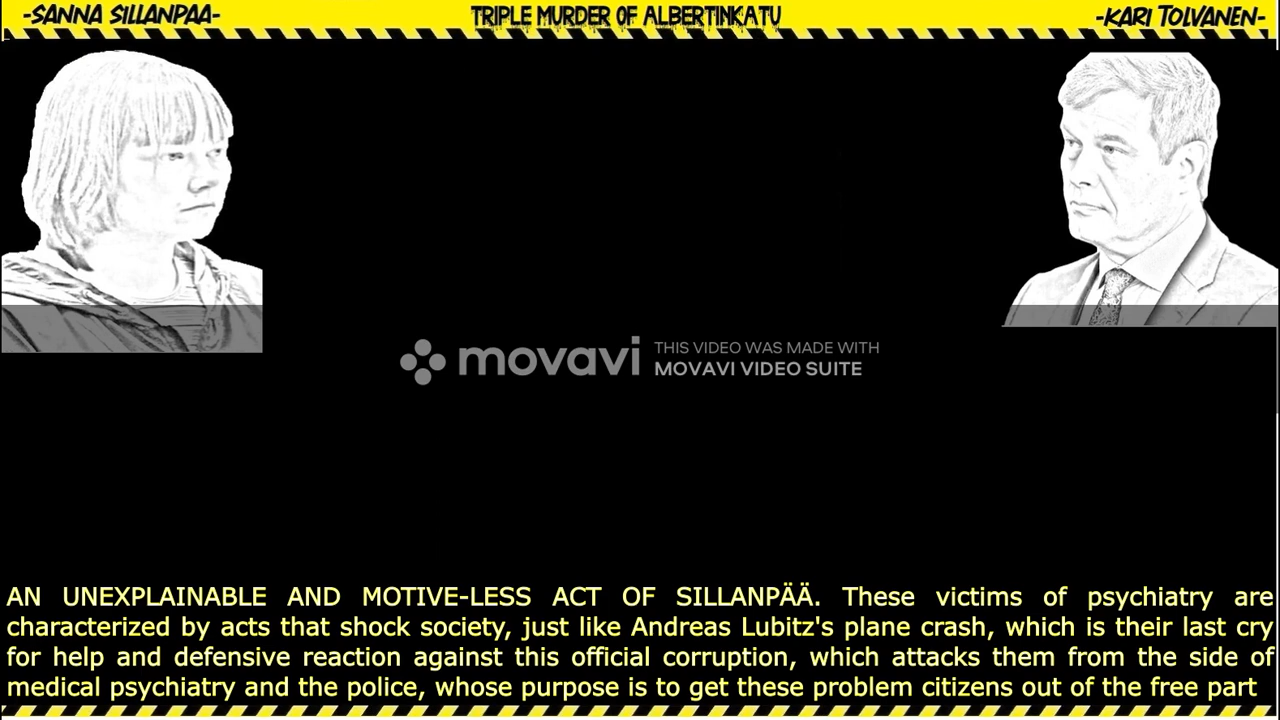 -SANNA SILLANPAA-
TRIPLE MURDER OF ALBERTINKATU
-KARI TOLVANEN-
movavi
THIS VIDEO WAS MADE WITH
MOVAVI VIDEO SUITE
AN UNEXPLAINABLE AND MOTIVE-LESS ACT OF SILLANPÄÄ. These victims of psychiatry are
characterized by acts that shock society, just like Andreas Lubitz's plane crash, which is their last cry
for help and defensive reaction against this official corruption, which attacks them from the side of
medical psychiatry and the police, whose purpose is to get these problem citizens out of the free part